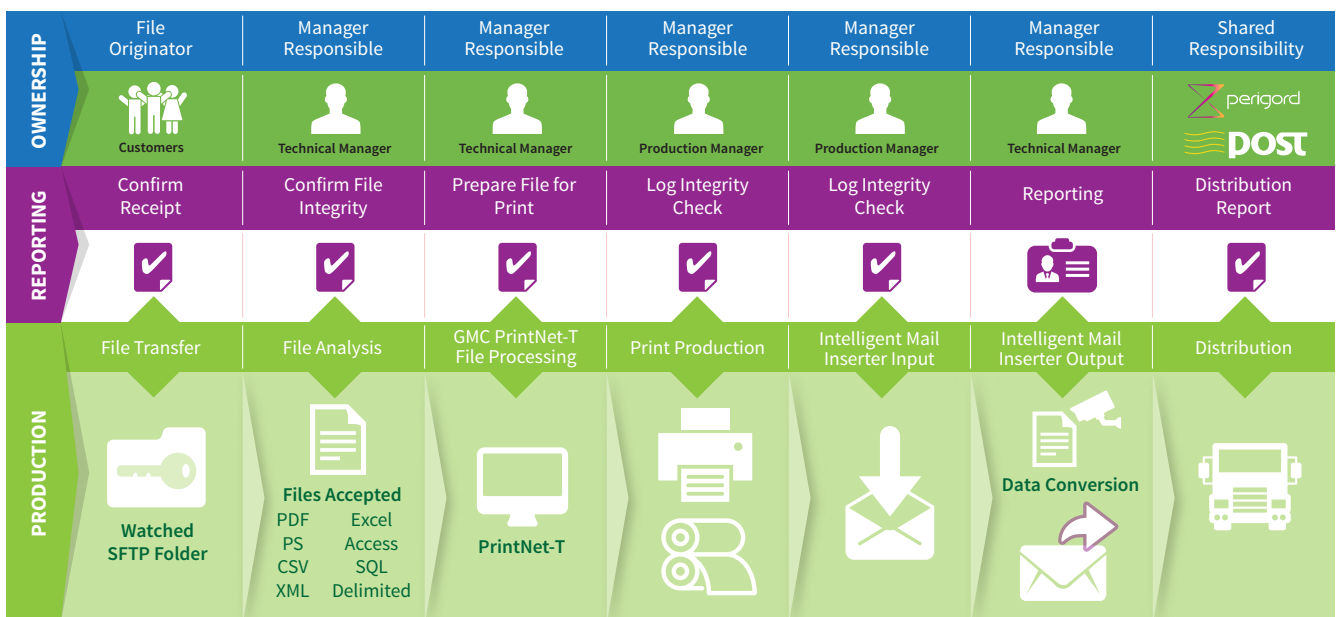 OWNERSHIP
File
Originator
Manager
Responsible
Manager
Responsible
Manager
Responsible
Manager
Responsible
Manager
Responsible
Shared
Responsibility
Customers
Technical Manager
Technical Manager
Production Manager
Production Manager
Technical Manager
perigord
post
REPORTING
Confirm
Receipt
Confirm File
Integrity
Prepare File for
Print
Log Integrity
Check
Log Integrity
Check
Reporting
Distribution
Report
PRODUCTION
File Transfer
File Analysis
GMC PrintNet-T
File Processing
Print Production
Intelligent Mail
Inserter Input
Intelligent Mail
Inserter Output
Distribution
Watched
SFTP Folder
Files Accepted
PDF Excel
PS Access
CSV SQL
XML Delimited
PrintNet-T
Data Conversion